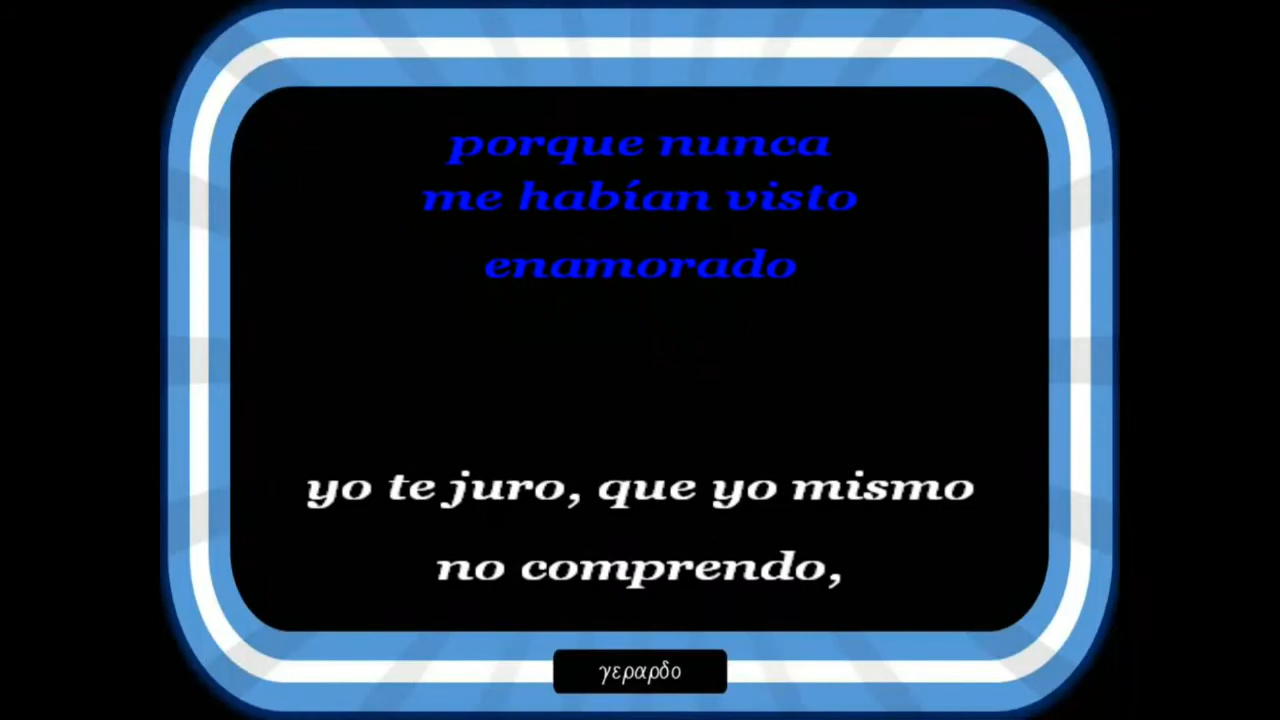 porque nunca
me habían visto
enamorado
yo te juro, que yo mismo
no comprendo,
γεραρδο